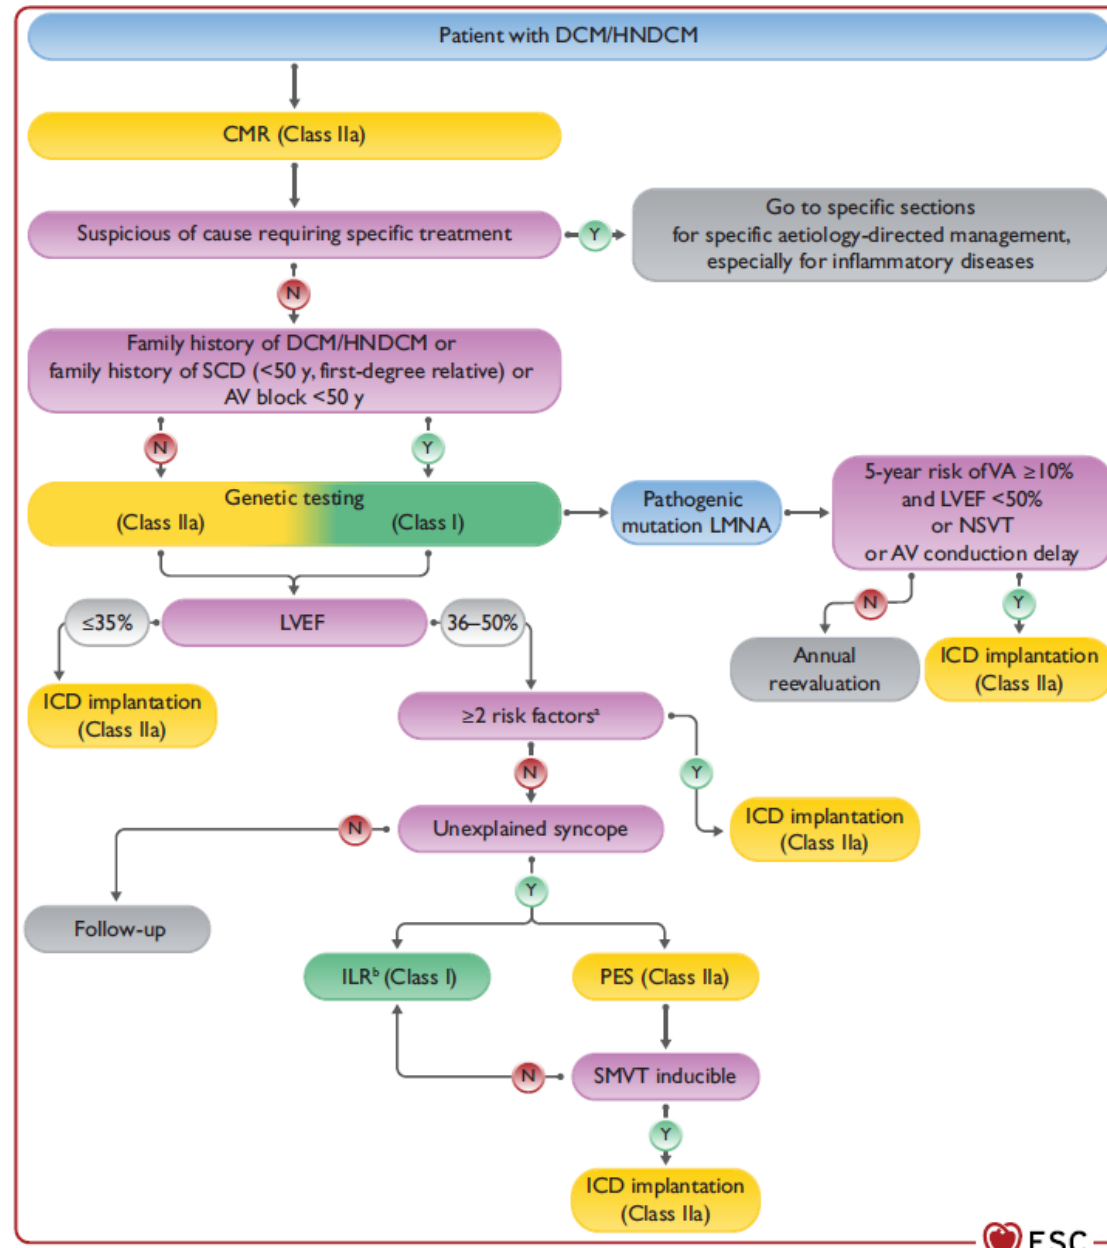 Patient with DCM/HNDCM
CMR (Class IIa)
Suspicious of cause requiring specific treatment
Y
Go to specific sections
for specific aetiology-directed management,
especially for inflammatory diseases
N
Family history of DCM/HNDCM or
family history of SCD (<50 y, first-degree relative) or
AV block <50 y
N
Y
Genetic testing
(Class IIa)
(Class I)
Pathogenic
mutation LMNA
5-year risk of VA ≥10%
and LVEF <50%
or NSVT
or AV conduction delay
N
Y
Annual
reevaluation
ICD implantation
(Class IIa)
≤35%
LVEF
36–50%
ICD implantation
(Class IIa)
≥2 risk factorsᵃ
N
Y
ICD implantation
(Class IIa)
Unexplained syncope
N
Y
Follow-up
ILRᵇ (Class I)
PES (Class IIa)
SMVT inducible
N
Y
ICD implantation
(Class IIa)
ESC